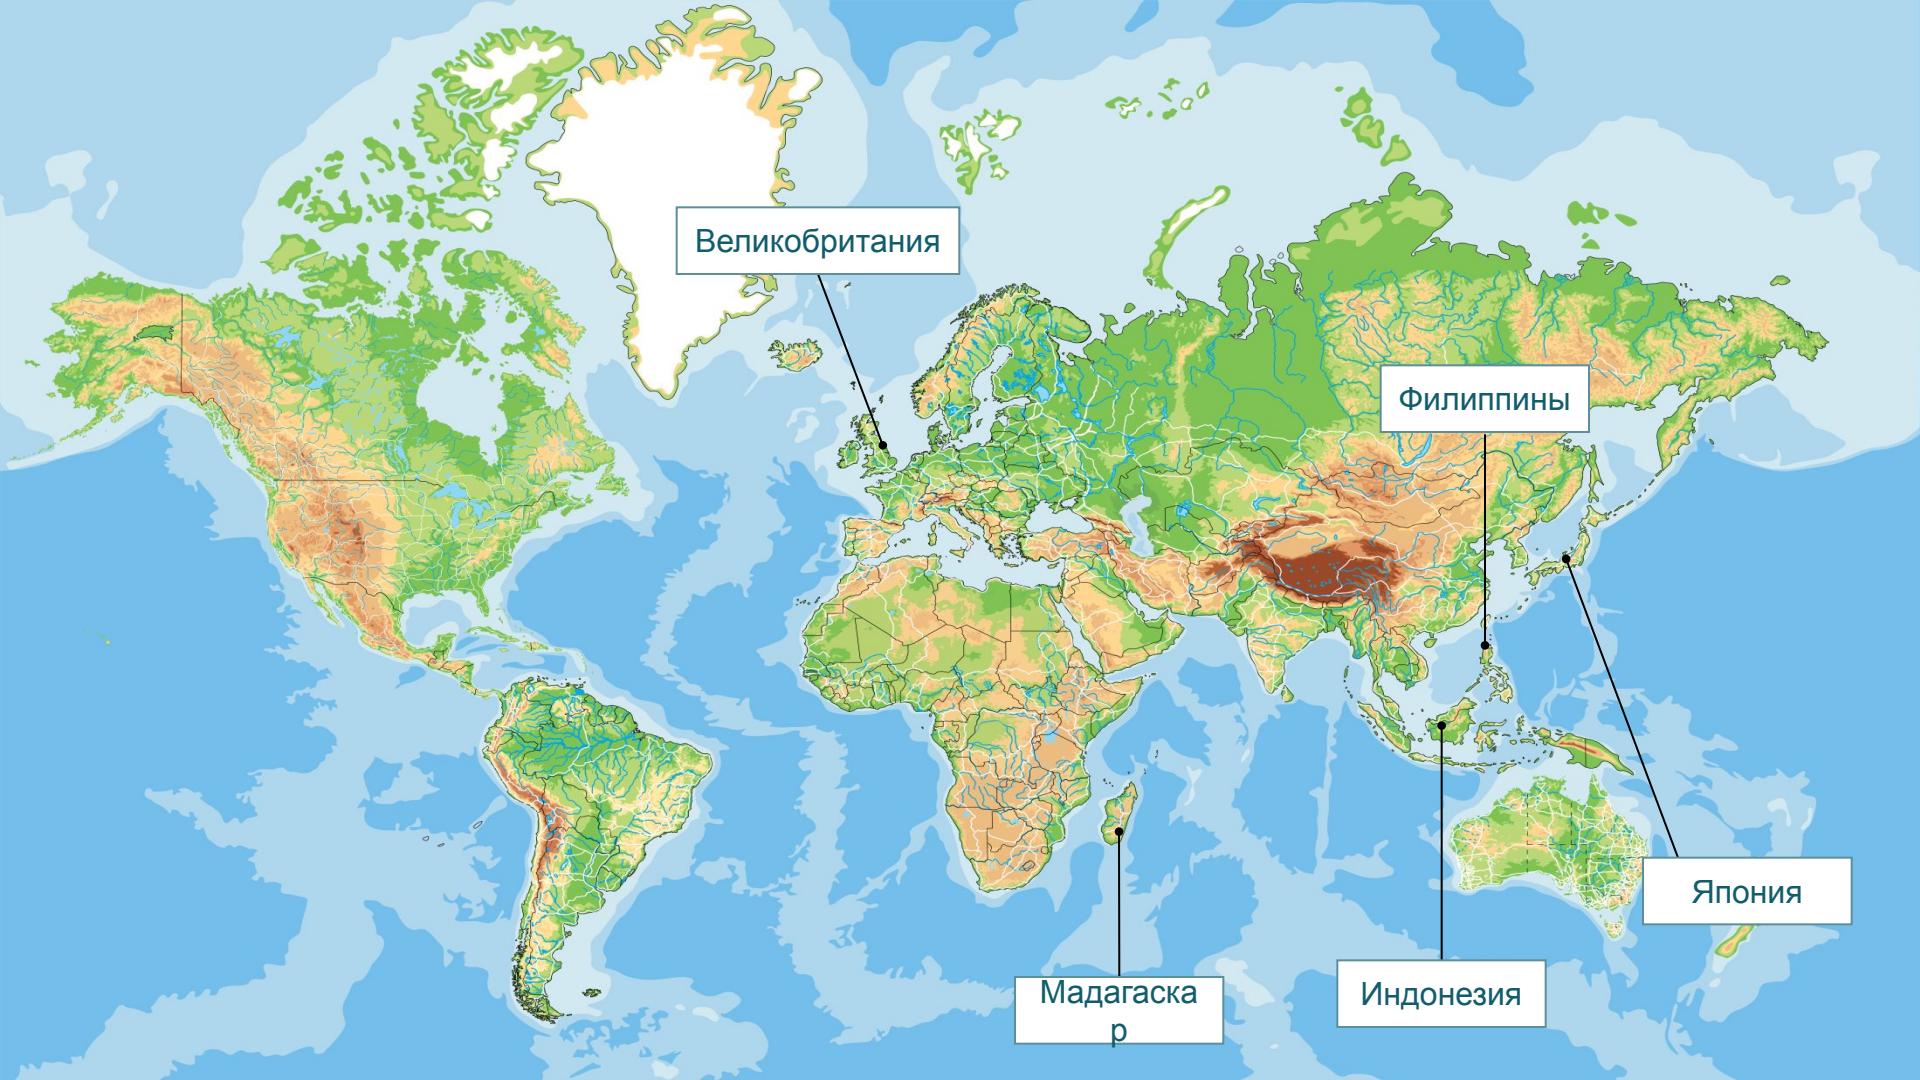 Великобритания
Филиппины
Япония
Индонезия
Мадагаска
р